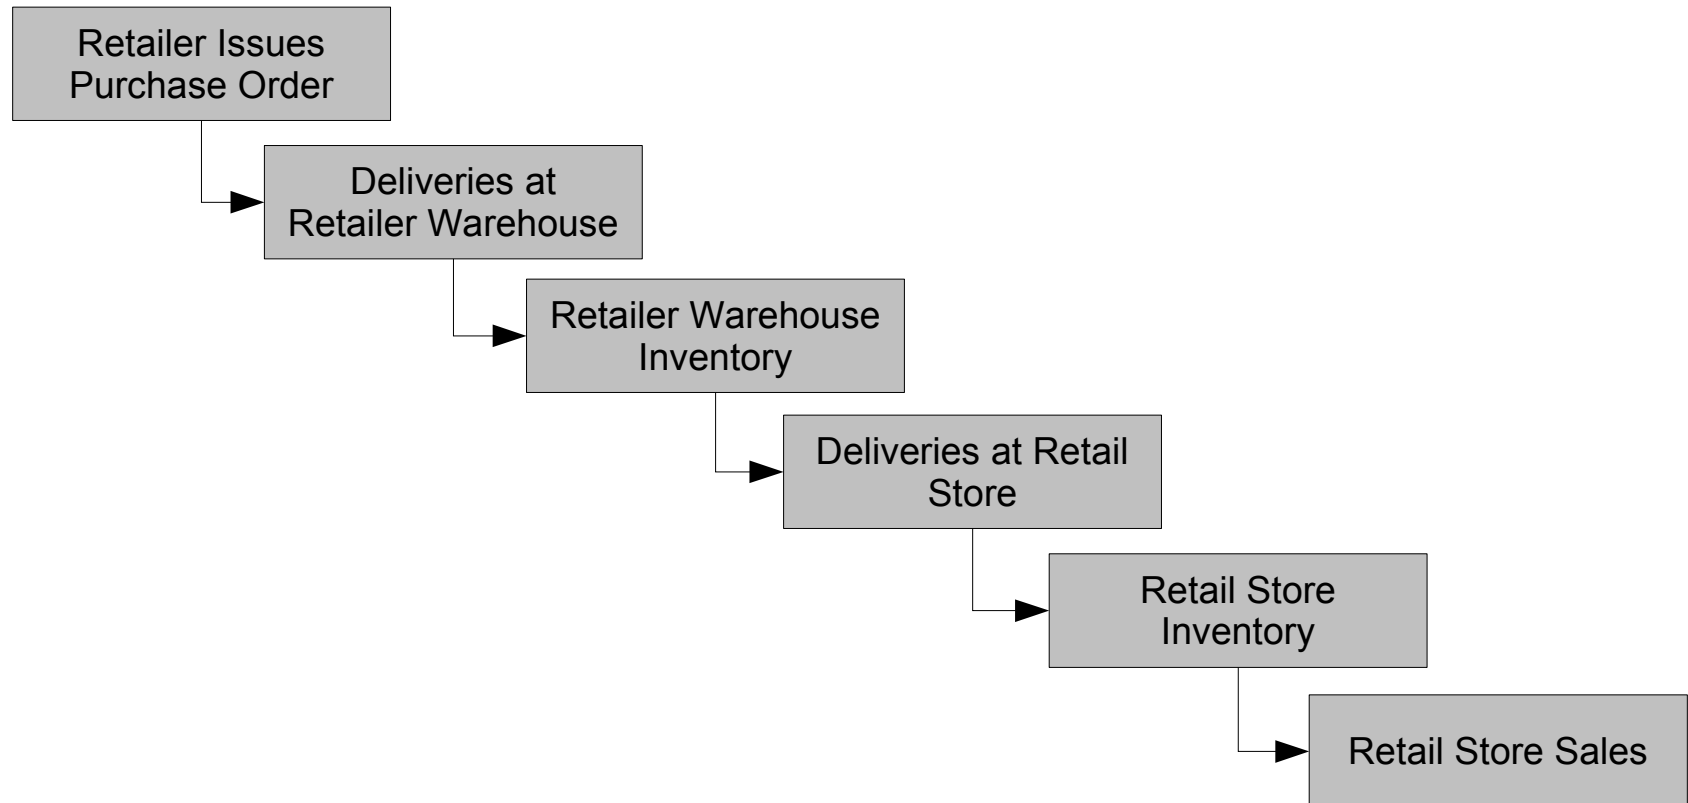 Retailer Issues
Purchase Order
Deliveries at
Retailer Warehouse
Retailer Warehouse
Inventory
Deliveries at Retail
Store
Retail Store
Inventory
Retail Store Sales